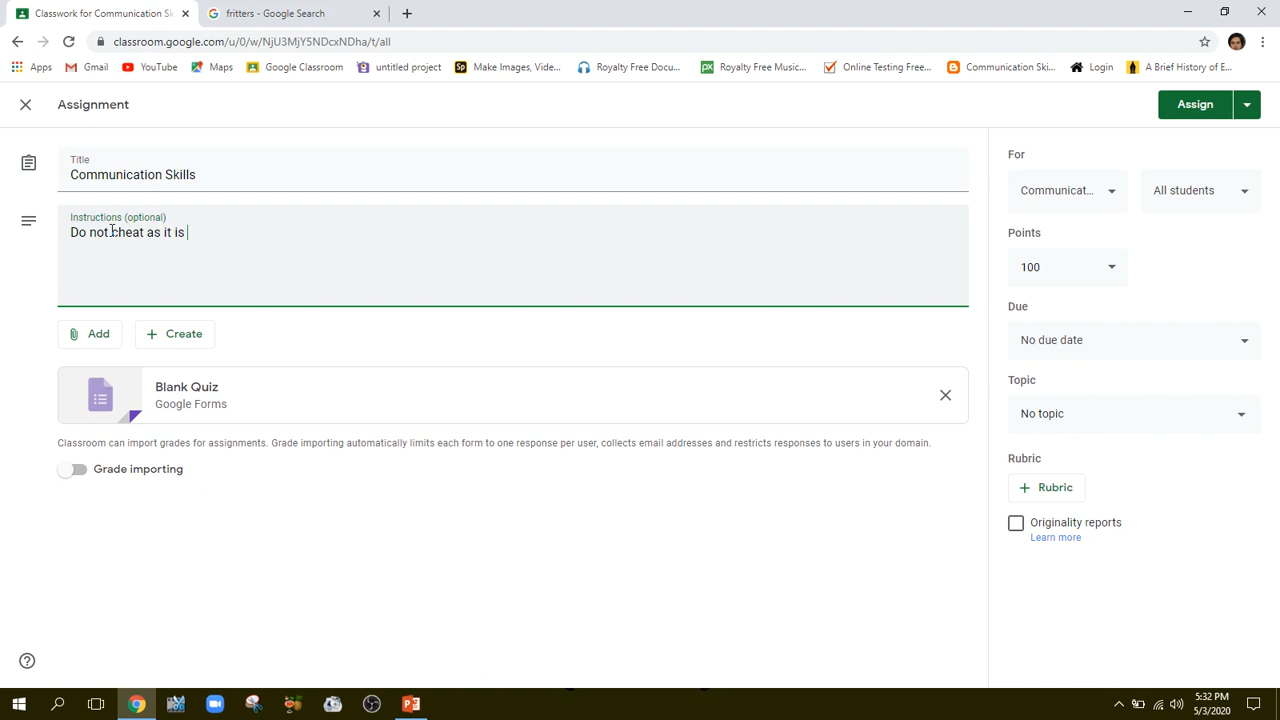 Classwork for Communication Sk
fritters - Google Search
classroom.google.com/u/0/w/NjU3MjY5NDcxNDha/t/all
Apps
Gmail
YouTube
Maps
Google Classroom
untitled project
Make Images, Vide...
Royalty Free Docu...
Royalty Free Music...
Online Testing Free...
Communication Ski...
Login
A Brief History of E...
Assignment
Assign
Title
Communication Skills
Instructions (optional)
Do not cheat as it is
Add
Create
Blank Quiz
Google Forms
Classroom can import grades for assignments. Grade importing automatically limits each form to one response per user, collects email addresses and restricts responses to users in your domain.
Grade importing
For
Communicat...
All students
Points
100
Due
No due date
Topic
No topic
Rubric
Rubric
Originality reports
Learn more
5:32 PM
5/3/2020